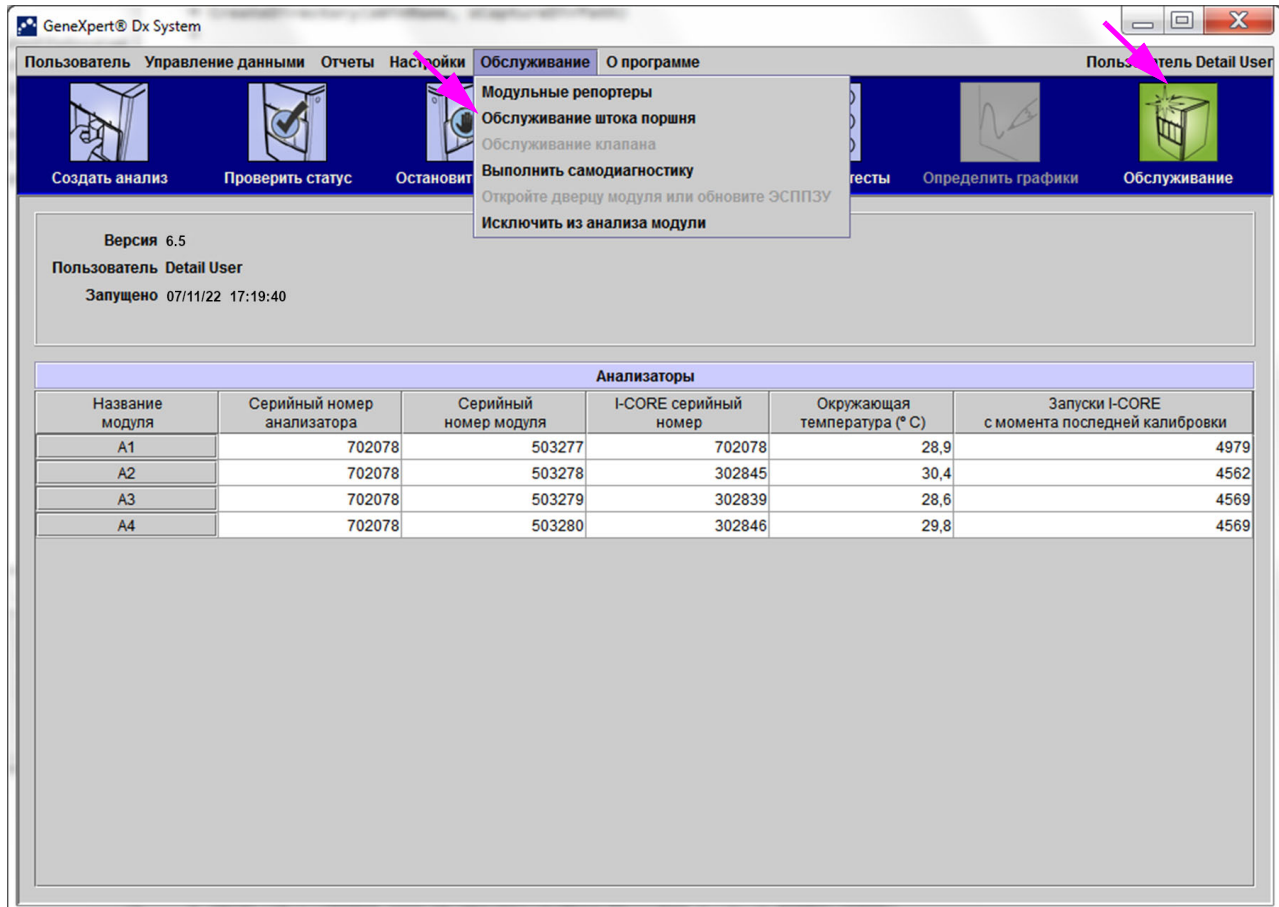 GeneXpert® Dx System
Пользователь Управление данными Отчеты Настройки Обслуживание О программе Пользователь Detail User
Модульные репортеры
Обслуживание штока поршня
Обслуживание клапана
Выполнить самодиагностику
Откройте дверцу модуля или обновите ЭСППЗУ
Исключить из анализа модули
Создать анализ Проверить статус Остановит Определить графики Обслуживание
Версия 6.5
Пользователь Detail User
Запущено 07/11/22 17:19:40
Анализаторы
Название Серийный номер Серийный I-CORE серийный Окружающая Запуски I-CORE
модуля анализатора номер модуля номер температура (° C) с момента последней калибровки
A1 702078 503277 702078 28,9 4979
A2 702078 503278 302845 30,4 4562
A3 702078 503279 302839 28,6 4569
A4 702078 503280 302846 29,8 4569